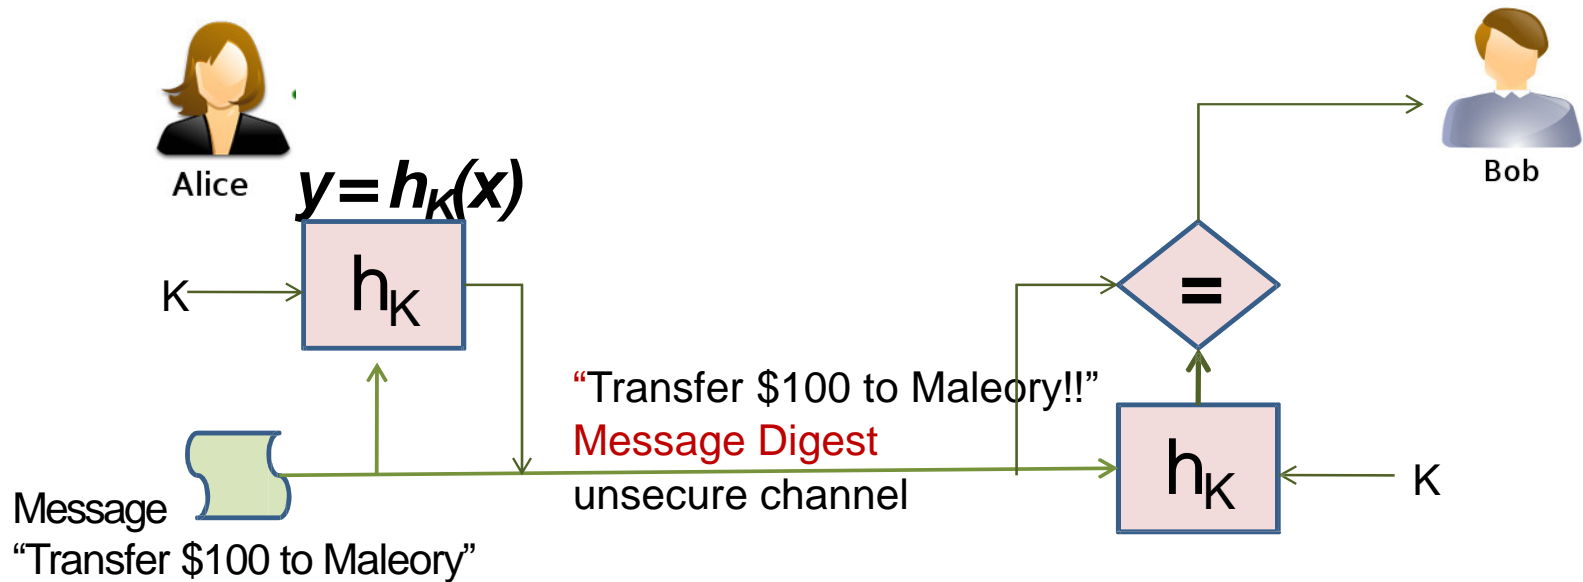 Alice
Bob
y = hK(x)
K
hK
=
“Transfer $100 to Maleory!!”
Message Digest
unsecure channel
hK
K
Message
“Transfer $100 to Maleory”